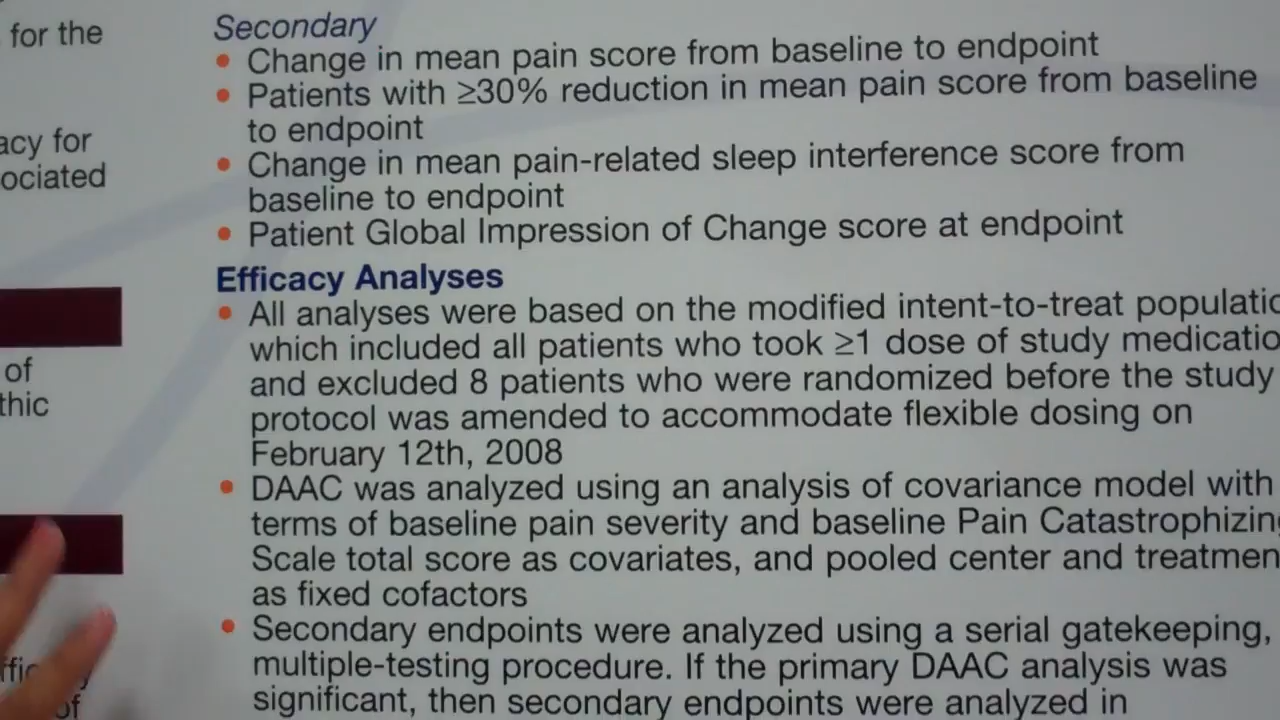 for the
acy for
ociated
of
thic
of
Secondary
• Change in mean pain score from baseline to endpoint
• Patients with ≥30% reduction in mean pain score from baseline
to endpoint
• Change in mean pain-related sleep interference score from
baseline to endpoint
• Patient Global Impression of Change score at endpoint
Efficacy Analyses
• All analyses were based on the modified intent-to-treat populatio
which included all patients who took ≥1 dose of study medicatio
and excluded 8 patients who were randomized before the study
protocol was amended to accommodate flexible dosing on
February 12th, 2008
• DAAC was analyzed using an analysis of covariance model with
terms of baseline pain severity and baseline Pain Catastrophizing
Scale total score as covariates, and pooled center and treatmen
as fixed cofactors
• Secondary endpoints were analyzed using a serial gatekeeping,
multiple-testing procedure. If the primary DAAC analysis was
significant, then secondary endpoints were analyzed in